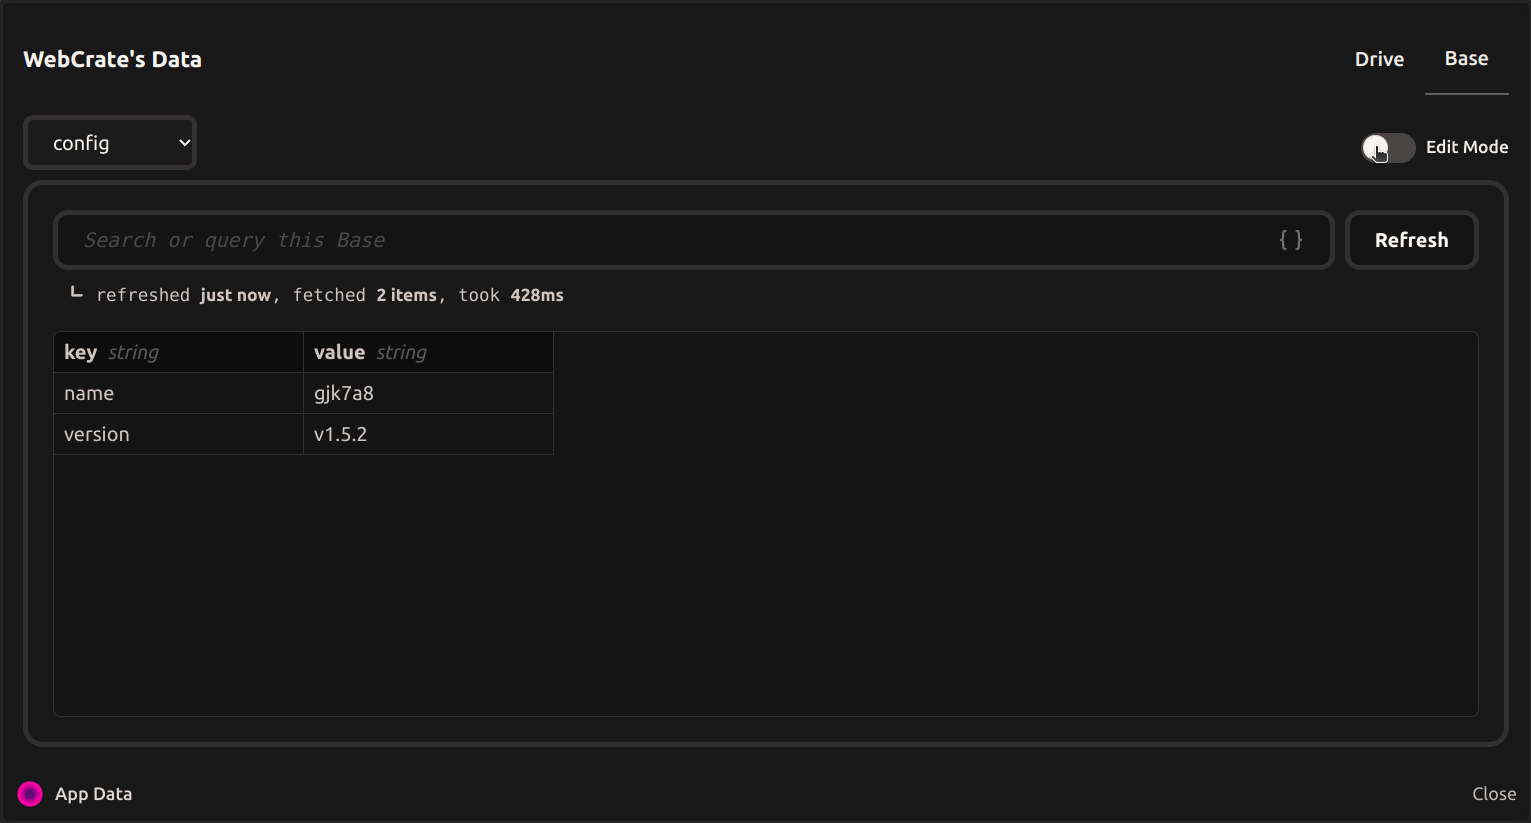 WebCrate's Data
Drive
Base
config
Edit Mode
Search or query this Base
{ }
Refresh
refreshed just now, fetched 2 items, took 428ms
key string value string
name gjk7a8
version v1.5.2
App Data
Close